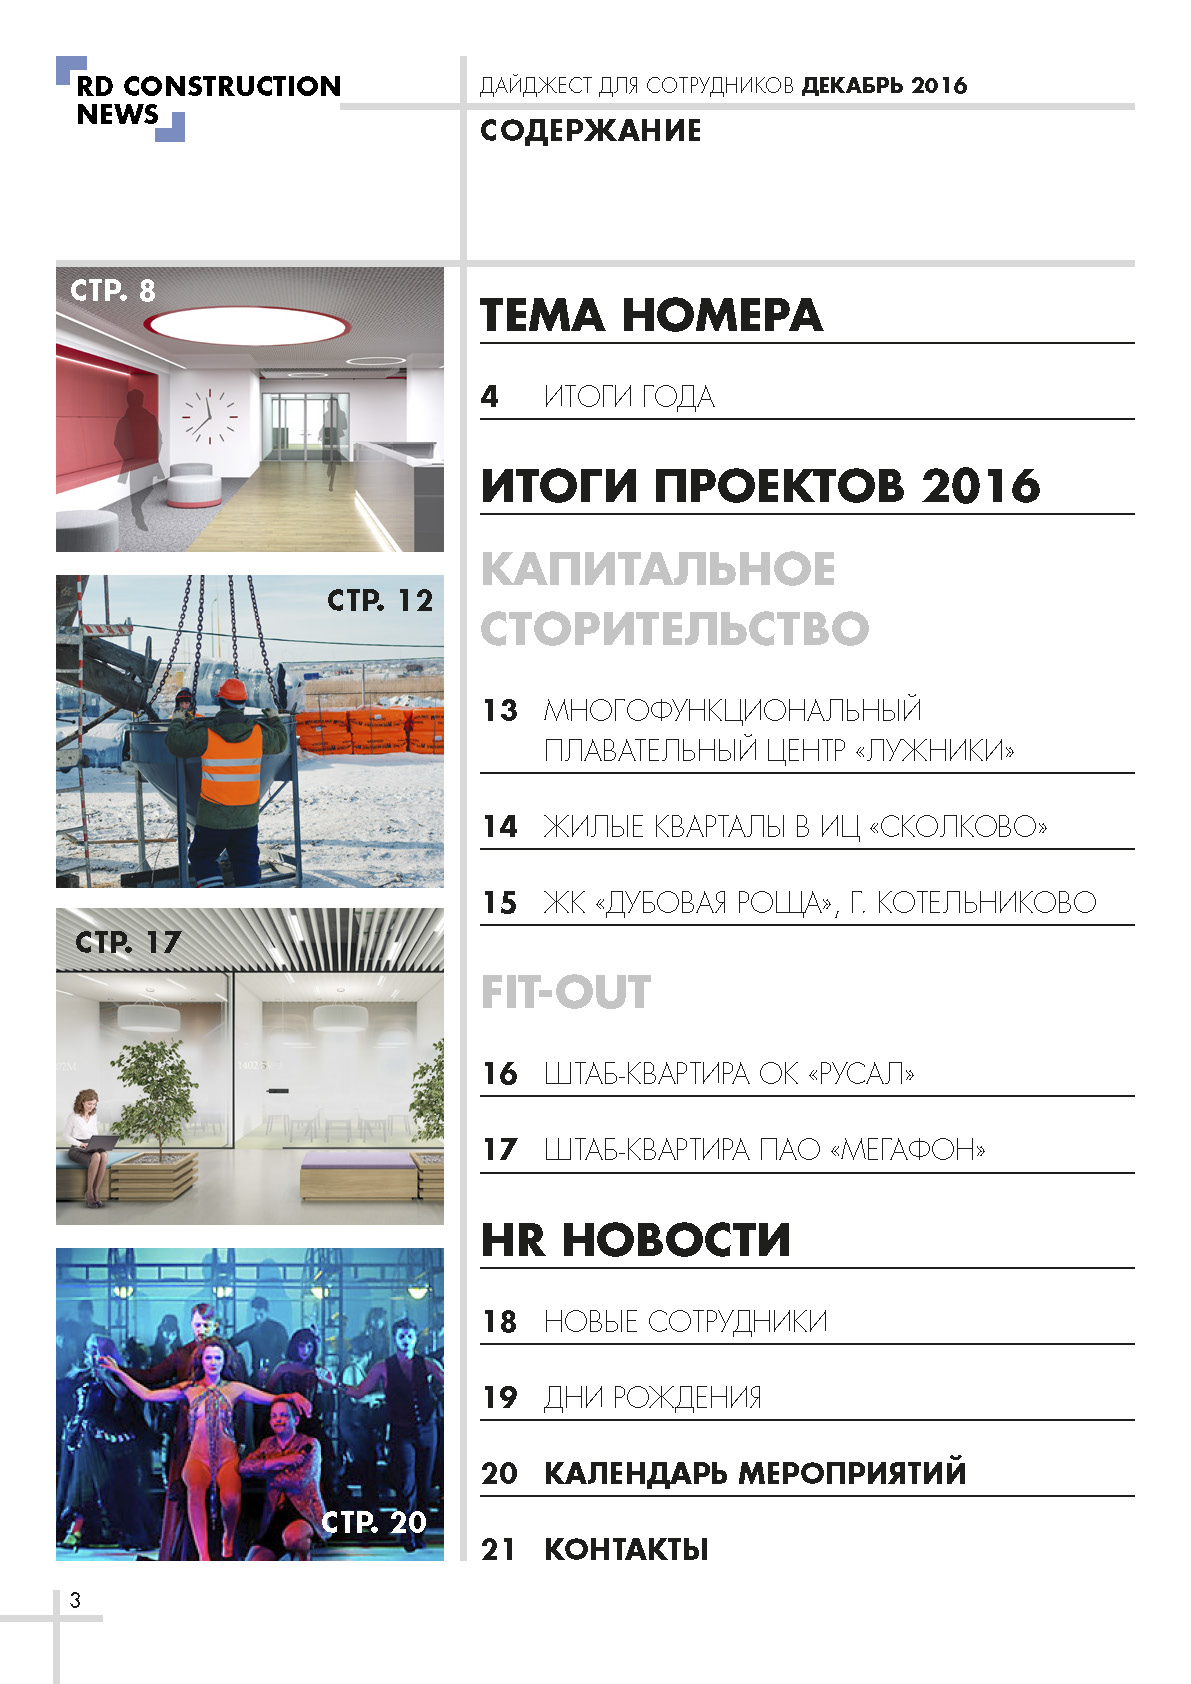 RD CONSTRUCTION
NEWS
ДАЙДЖЕСТ ДЛЯ СОТРУДНИКОВ ДЕКАБРЬ 2016
СОДЕРЖАНИЕ
СТР. 8
СТР. 12
СТР. 17
1402
СТР. 20
ТЕМА НОМЕРА
4 ИТОГИ ГОДА
ИТОГИ ПРОЕКТОВ 2016
КАПИТАЛЬНОЕ
СТОРИТЕЛЬСТВО
13 МНОГОФУНКЦИОНАЛЬНЫЙ
ПЛАВАТЕЛЬНЫЙ ЦЕНТР «ЛУЖНИКИ»
14 ЖИЛЫЕ КВАРТАЛЫ В ИЦ «СКОЛКОВО»
15 ЖК «ДУБОВАЯ РОЩА», Г. КОТЕЛЬНИКОВО
FIT-OUT
16 ШТАБ-КВАРТИРА ОК «РУСАЛ»
17 ШТАБ-КВАРТИРА ПАО «МЕГАФОН»
HR НОВОСТИ
18 НОВЫЕ СОТРУДНИКИ
19 ДНИ РОЖДЕНИЯ
20 КАЛЕНДАРЬ МЕРОПРИЯТИЙ
21 КОНТАКТЫ
3